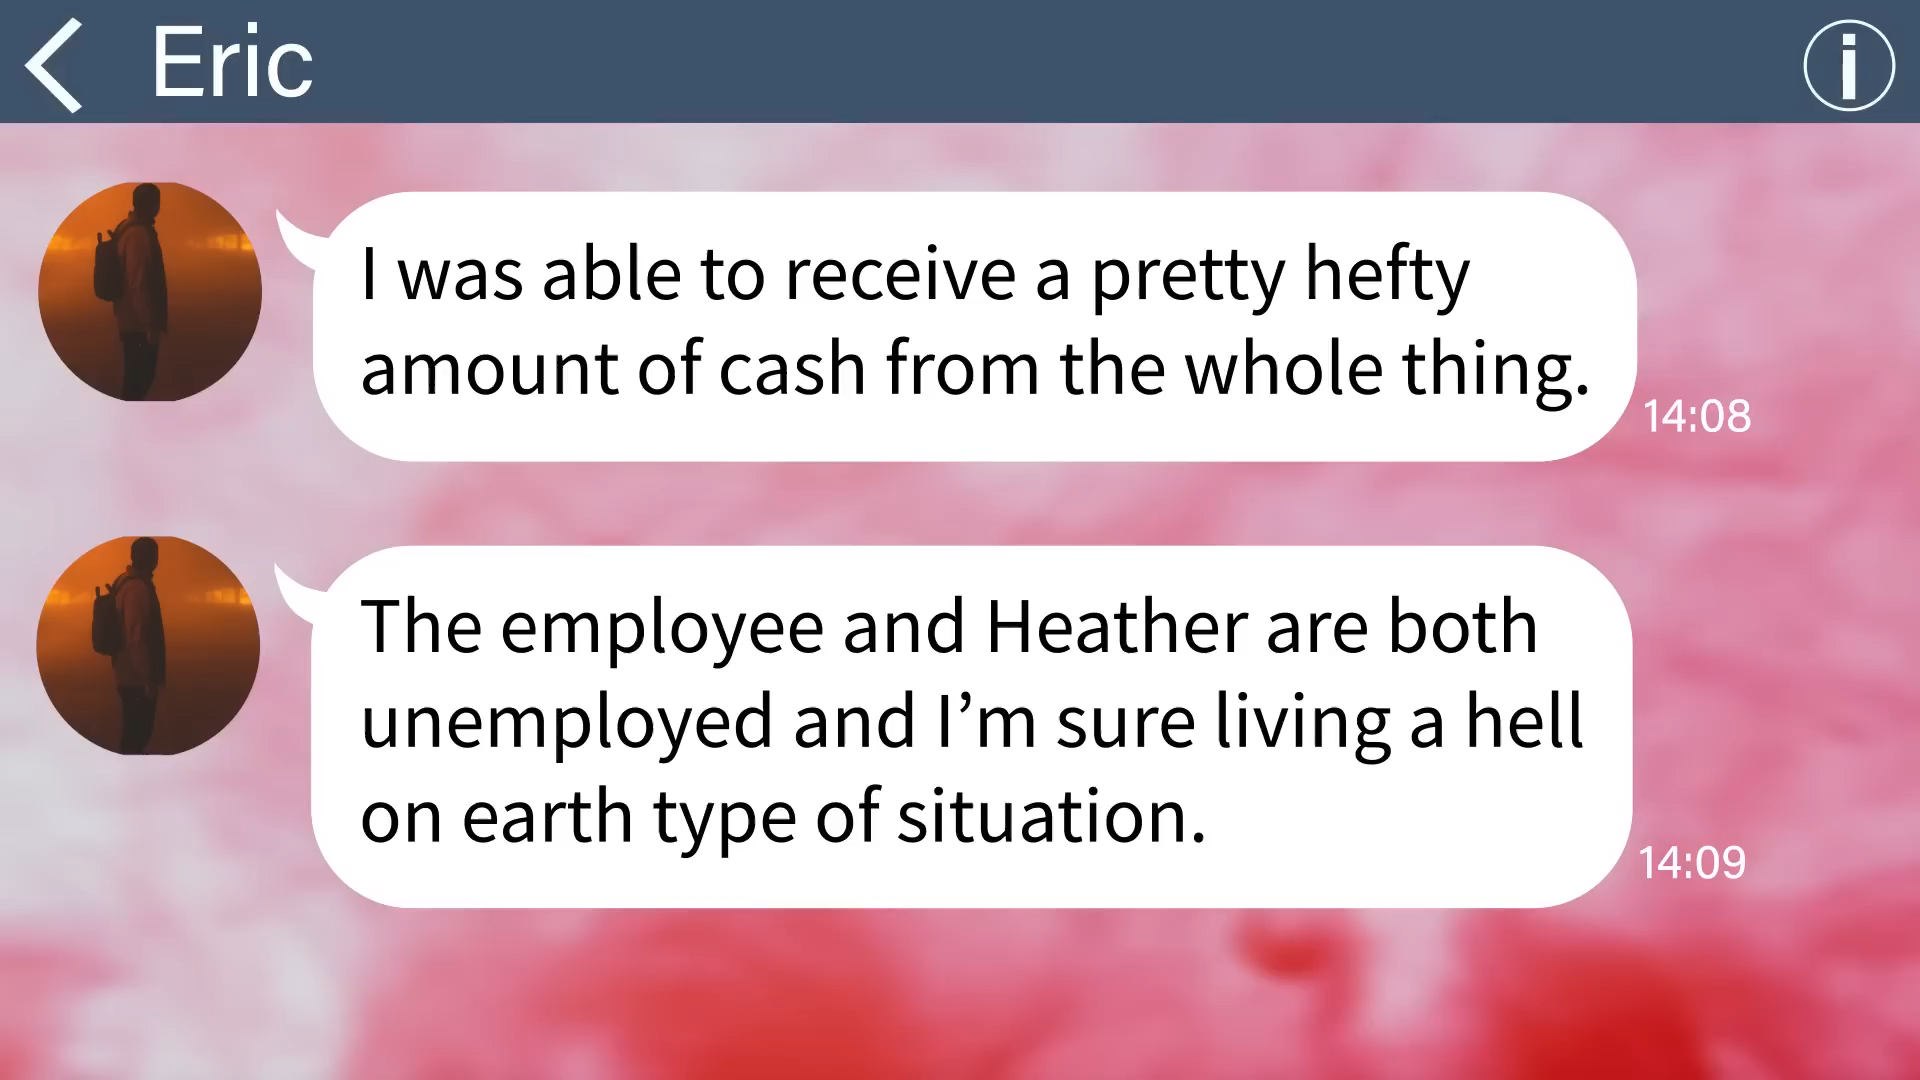 Eric
i
I was able to receive a pretty hefty
amount of cash from the whole thing.
14:08
The employee and Heather are both
unemployed and I’m sure living a hell
on earth type of situation.
14:09